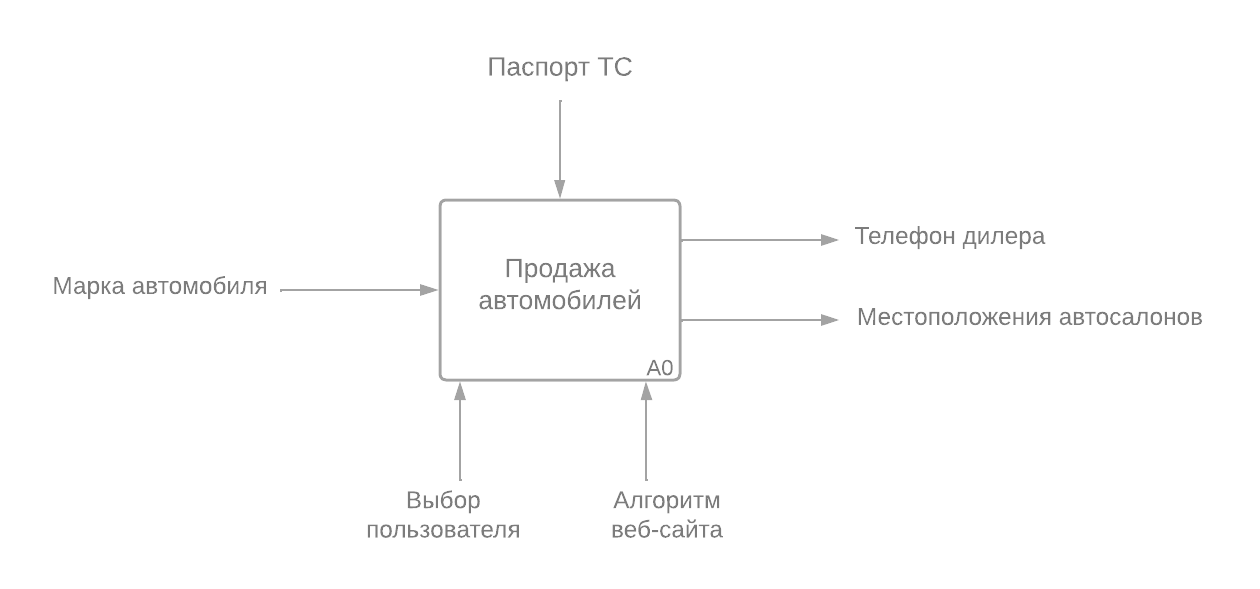 Паспорт ТС
Телефон дилера
Марка автомобиля
Продажа
автомобилей
Местоположения автосалонов
A0
Выбор
пользователя
Алгоритм
веб-сайта